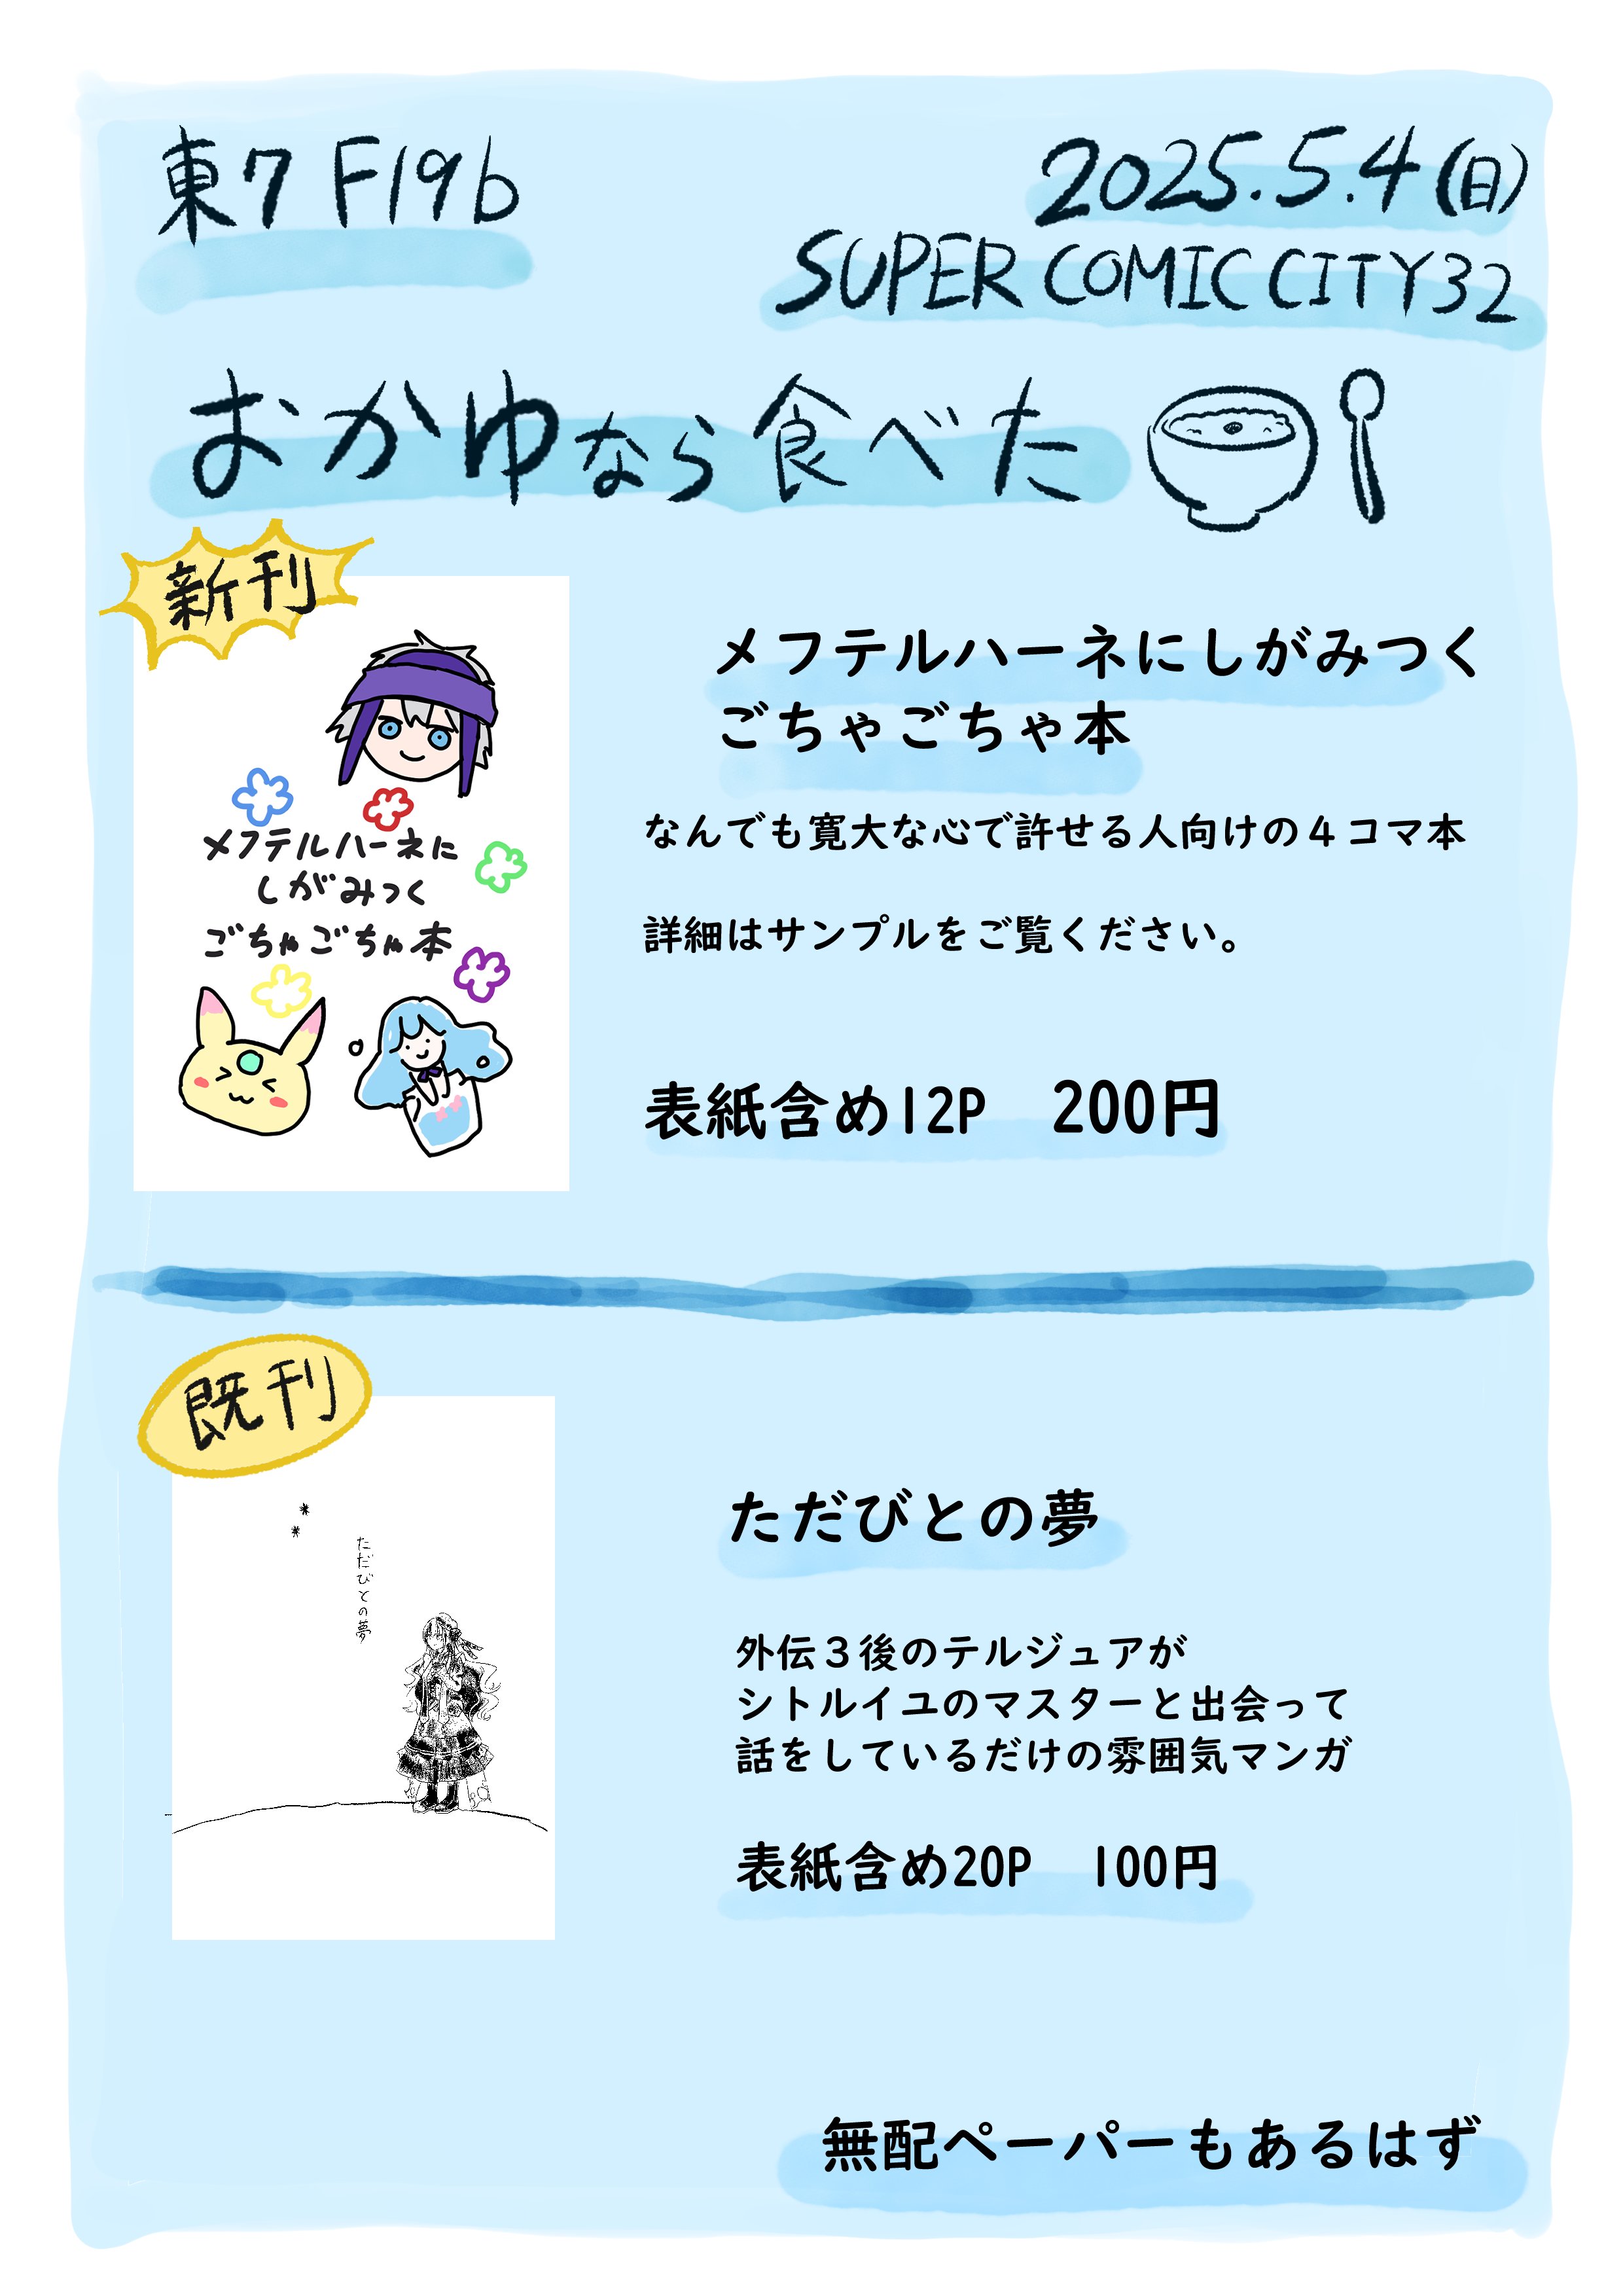 東7 F19b
2025.5.4(日)
SUPER COMIC CITY32
おかゆなら食べた
新刊
メフテルハーネに
しがみつく
ごちゃごちゃ本
メフテルハーネにしがみつく
ごちゃごちゃ本
なんでも寛大な心で許せる人向けの４コマ本
詳細はサンプルをご覧ください。
表紙含め12P　200円
既刊
ただびとの夢
ただびとの夢
外伝３後のテルジュアが
シトルイユのマスターと出会って
話をしているだけの雰囲気マンガ
表紙含め20P　100円
無配ペーパーもあるはず